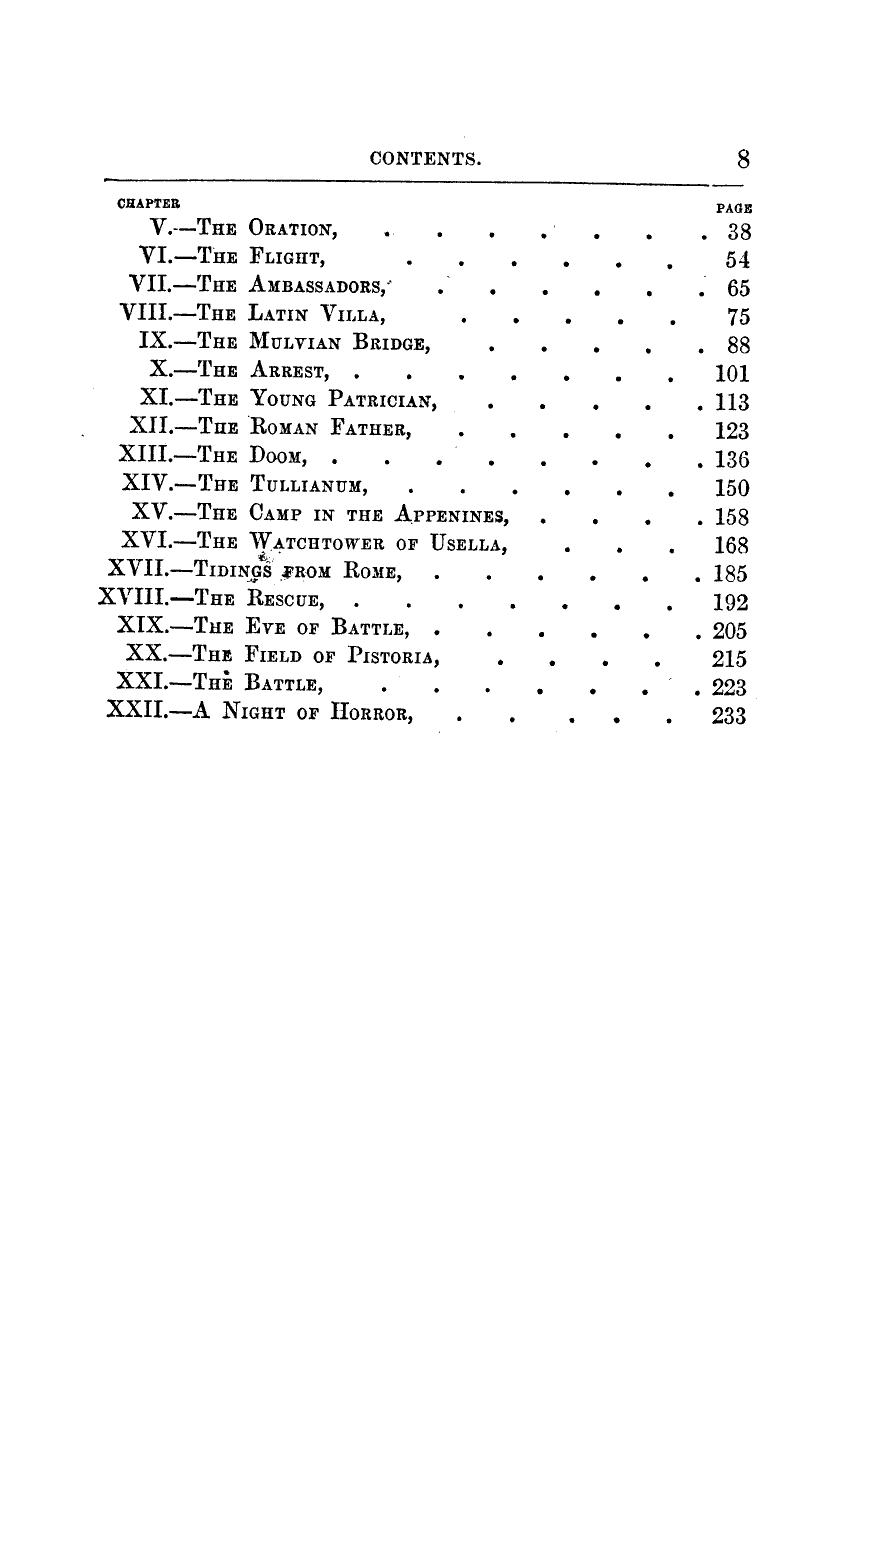 CONTENTS. 8
CHAPTER PAGE
V.—THE ORATION, . . . . . . . 38
VI.—THE FLIGHT, . . . . . . 54
VII.—THE AMBASSADORS, . . . . . . 65
VIII.—THE LATIN VILLA, . . . . . 75
IX.—THE MULVIAN BRIDGE, . . . . . 88
X.—THE ARREST, . . . . . . . 101
XI.—THE YOUNG PATRICIAN, . . . . . 113
XII.—THE ROMAN FATHER, . . . . . 123
XIII.—THE DOOM, . . . . . . . . 136
XIV.—THE TULLIANUM, . . . . . . 150
XV.—THE CAMP IN THE APPENINES, . . . . 158
XVI.—THE WATCHTOWER OF USELLA, . . . 168
XVII.—TIDINGS FROM ROME, . . . . . . 185
XVIII.—THE RESCUE, . . . . . . . 192
XIX.—THE EVE OF BATTLE, . . . . . . 205
XX.—THE FIELD OF PISTORIA, . . . . 215
XXI.—THE BATTLE, . . . . . . . 223
XXII.—A NIGHT OF HORROR, . . . . . 233